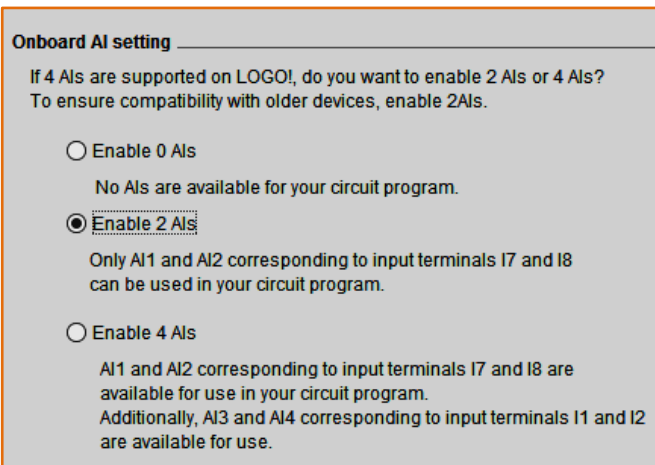 Onboard AI setting
If 4 AIs are supported on LOGO!, do you want to enable 2 AIs or 4 AIs?
To ensure compatibility with older devices, enable 2AIs.
Enable 0 AIs
No AIs are available for your circuit program.
Enable 2 AIs
Only AI1 and AI2 corresponding to input terminals I7 and I8
can be used in your circuit program.
Enable 4 AIs
AI1 and AI2 corresponding to input terminals I7 and I8 are
available for use in your circuit program.
Additionally, AI3 and AI4 corresponding to input terminals I1 and I2
are available for use.